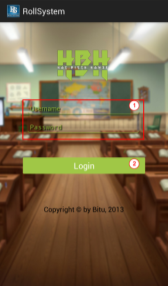 RollSystem
HBH
1
Username
Password
Login
2
Copyright © by Bitu, 2013